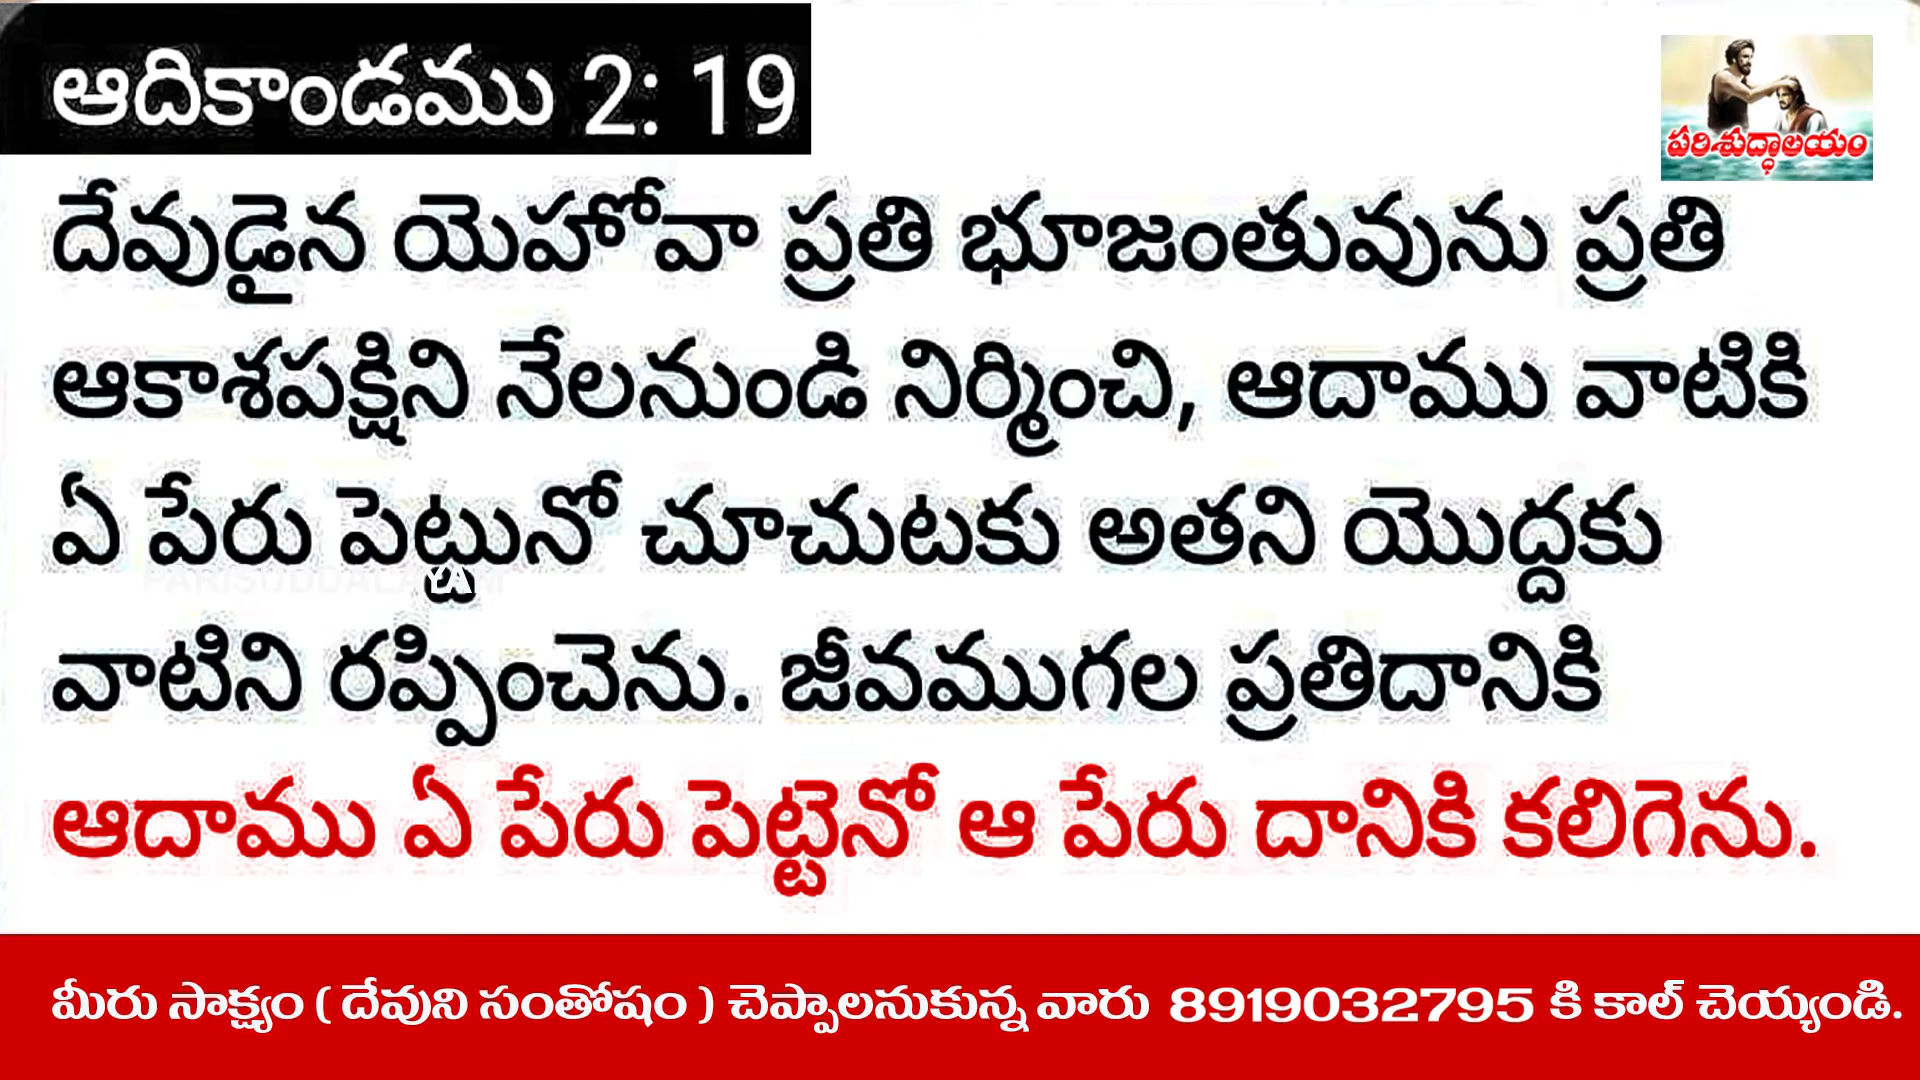 ఆదికాండము 2: 19
పరిశుద్ధాలయం
దేవుడైన యెహోవా ప్రతి భూజంతువును ప్రతి
ఆకాశపక్షిని నేలనుండి నిర్మించి, ఆదాము వాటికి
ఏ పేరు పెట్టునో చూచుటకు అతని యొద్దకు
PARISUDDALAYAM
వాటిని రప్పించెను. జీవముగల ప్రతిదానికి
ఆదాము ఏ పేరు పెట్టెనో ఆ పేరు దానికి కలిగెను.
మీరు సాక్ష్యం ( దేవుని సంతోషం ) చెప్పాలనుకున్న వారు 8919032795 కి కాల్ చెయ్యండి.